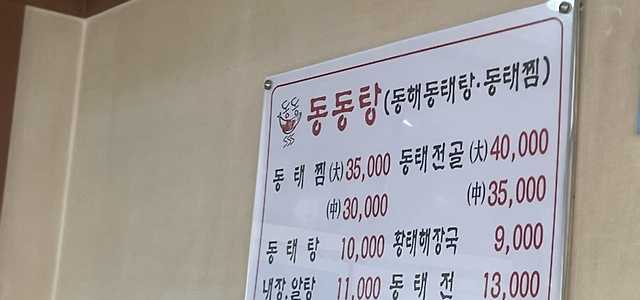 동동탕(동해동태탕·동태찜)
동태찜 (大) 35,000 동태전골 (大) 40,000
(中) 30,000 (中) 35,000
동태탕 10,000 황태해장국 9,000
내장,알탕 11,000 동태전 13,000